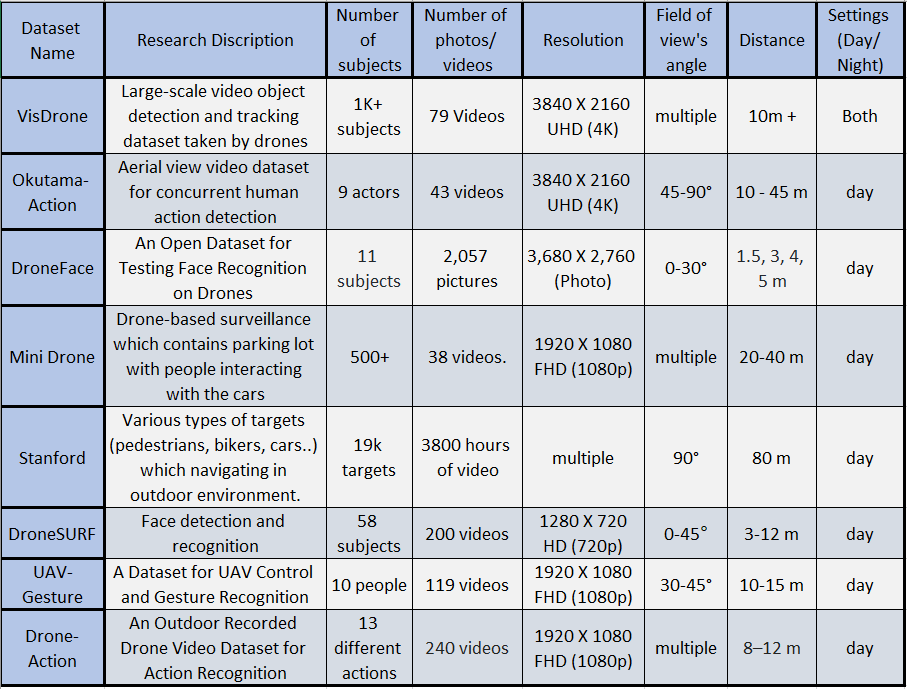 Dataset Name
Research Discription
Number of subjects
Number of photos/ videos
Resolution
Field of view's angle
Distance
Settings (Day/ Night)
VisDrone
Large-scale video object
detection and tracking
dataset taken by drones
1K+
subjects
79 Videos
3840 X 2160
UHD (4K)
multiple
10m +
Both
Okutama-
Action
Aerial view video dataset
for concurrent human
action detection
9 actors
43 videos
3840 X 2160
UHD (4K)
45-90°
10 - 45 m
day
DroneFace
An Open Dataset for
Testing Face Recognition
on Drones
11
subjects
2,057
pictures
3,680 X 2,760
(Photo)
0-30°
1.5, 3, 4,
5 m
day
Mini Drone
Drone-based surveillance
which contains parking lot
with people interacting
with the cars
500+
38 videos.
1920 X 1080
FHD (1080p)
multiple
20-40 m
day
Stanford
Various types of targets
(pedestrians, bikers, cars..)
which navigating in
outdoor environment.
19k
targets
3800 hours
of video
multiple
90°
80 m
day
DroneSURF
Face detection and
recognition
58
subjects
200 videos
1280 X 720
HD (720p)
0-45°
3-12 m
day
UAV-
Gesture
A Dataset for UAV Control
and Gesture Recognition
10 people
119 videos
1920 X 1080
FHD (1080p)
30-45°
10-15 m
day
Drone-
Action
An Outdoor Recorded
Drone Video Dataset for
Action Recognition
13
different
actions
240 videos
1920 X 1080
FHD (1080p)
multiple
8–12 m
day